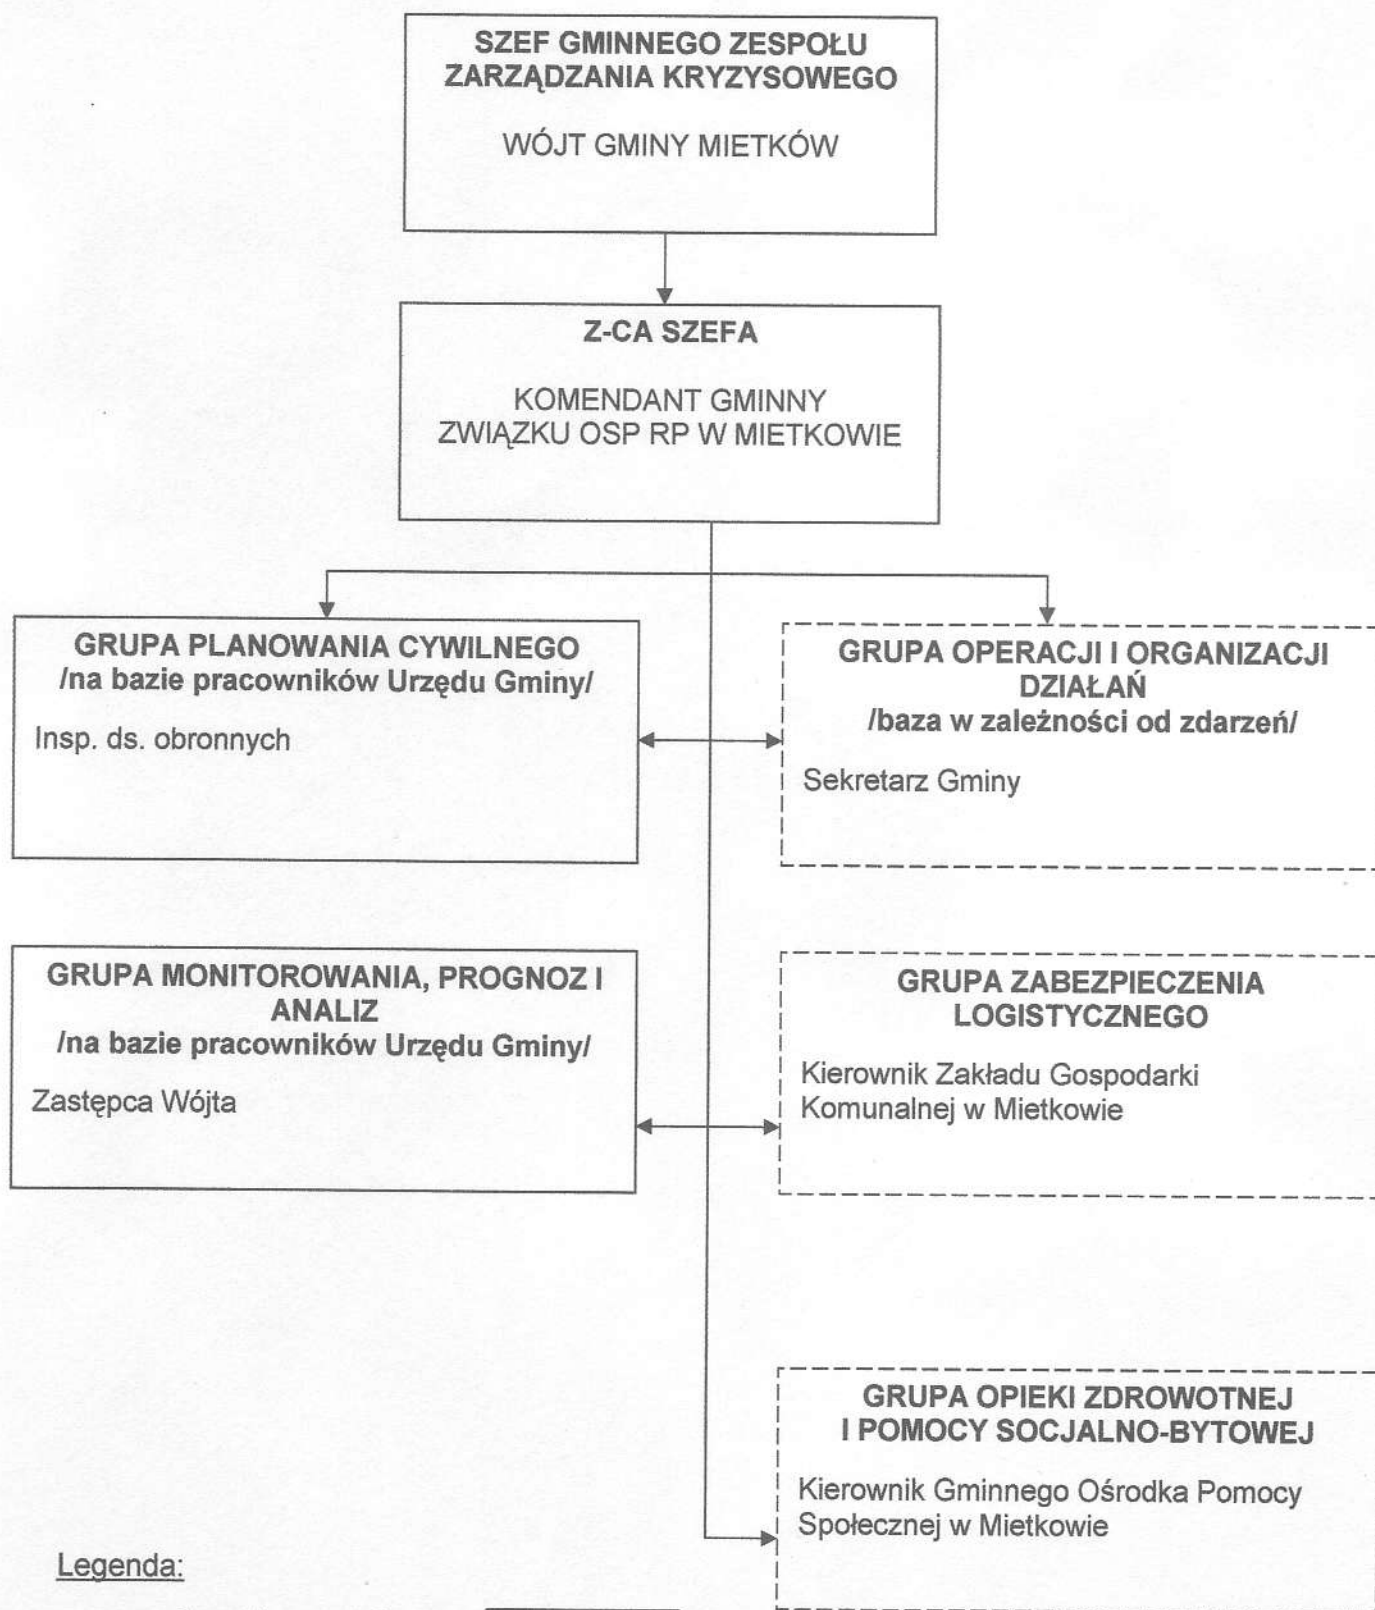 SZEF GMINNEGO ZESPOŁU
ZARZĄDZANIA KRYZYSOWEGO
WÓJT GMINY MIETKÓW
Z-CA SZEFA
KOMENDANT GMINNY
ZWIĄZKU OSP RP W MIETKOWIE
GRUPA PLANOWANIA CYWILNEGO
/na bazie pracowników Urzędu Gminy/
Insp. ds. obronnych
GRUPA OPERACJI I ORGANIZACJI
DZIAŁAŃ
/baza w zależności od zdarzeń/
Sekretarz Gminy
GRUPA MONITOROWANIA, PROGNOZ I
ANALIZ
/na bazie pracowników Urzędu Gminy/
Zastępca Wójta
GRUPA ZABEZPIECZENIA
LOGISTYCZNEGO
Kierownik Zakładu Gospodarki
Komunalnej w Mietkowie
GRUPA OPIEKI ZDROWOTNEJ
I POMOCY SOCJALNO-BYTOWEJ
Kierownik Gminnego Ośrodka Pomocy
Społecznej w Mietkowie
Legenda: